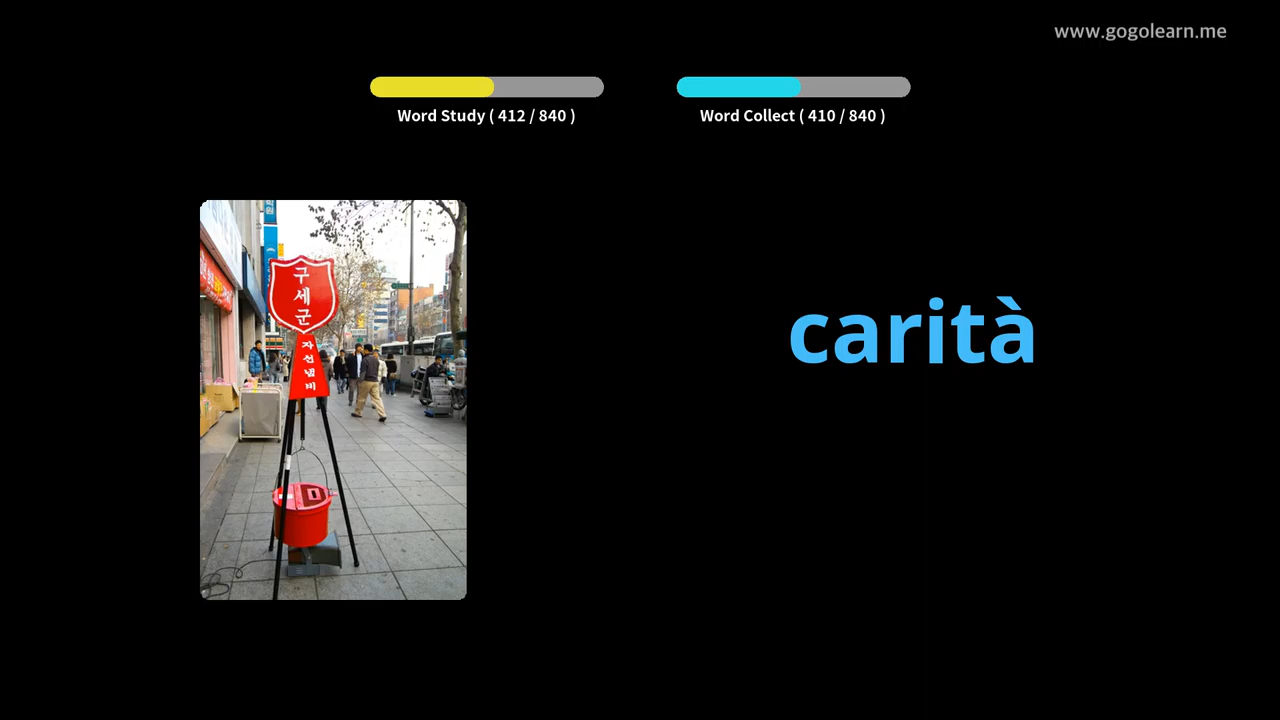 www.gogolearn.me
Word Study ( 412 / 840 )
Word Collect ( 410 / 840 )
구
세
군
자
선
냄
비
carità